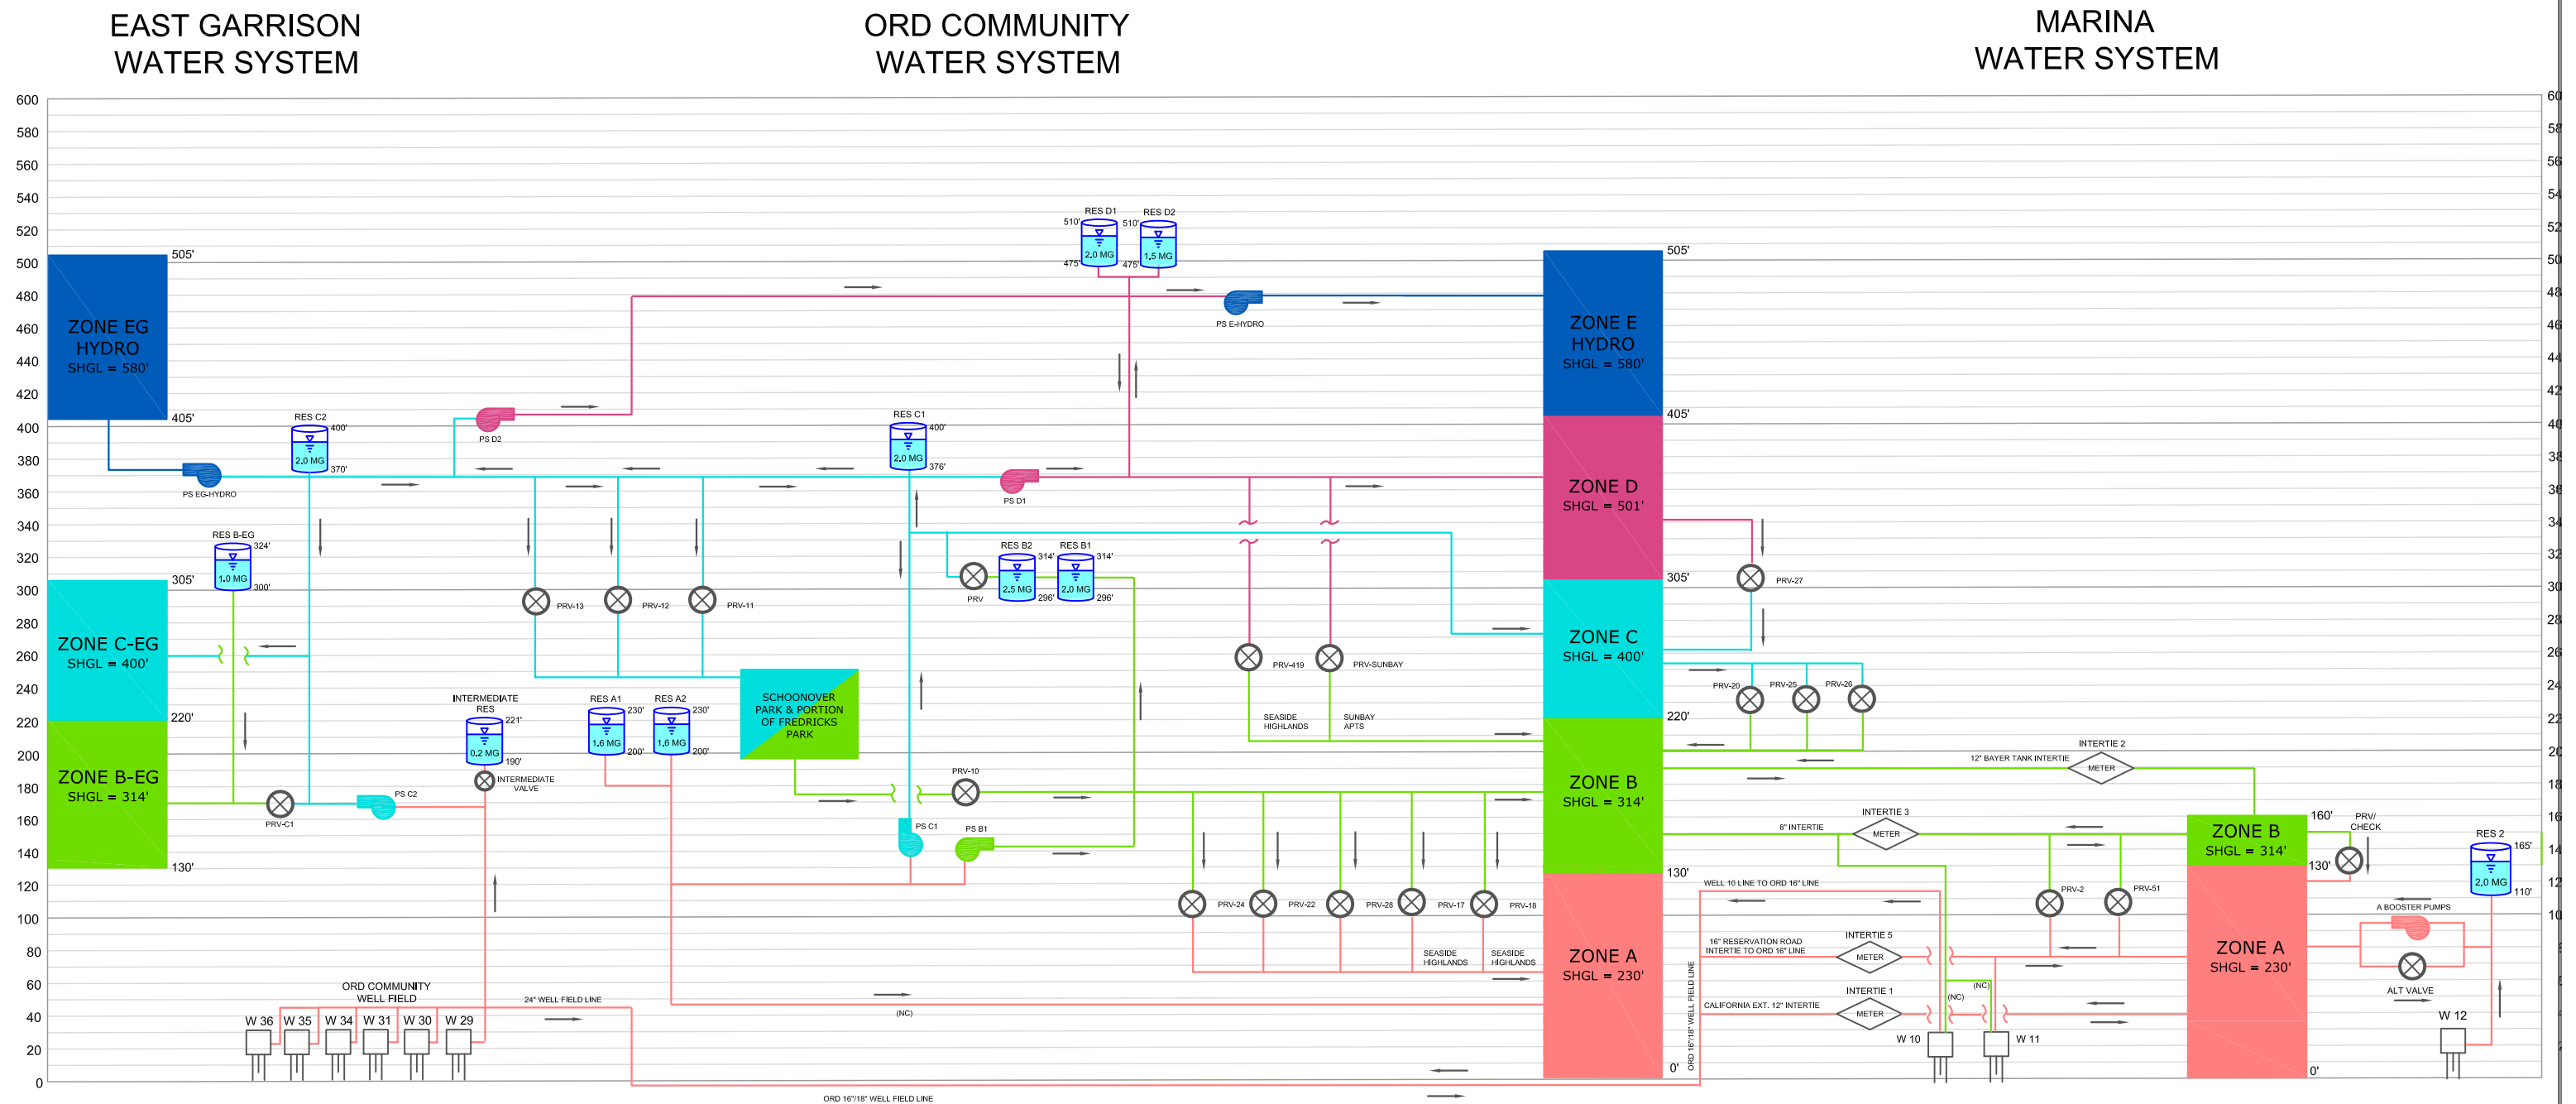 EAST GARRISON
WATER SYSTEM
ORD COMMUNITY
WATER SYSTEM
MARINA
WATER SYSTEM
600
580
560
540
520
500
480
460
440
420
400
380
360
340
320
300
280
260
240
220
200
180
160
140
120
100
80
60
40
20
0
505'
ZONE EG
HYDRO
SHGL = 580'
405'
PS EG-HYDRO
RES C2
400'
2.0 MG
370'
RES B-EG
324'
1.0 MG
300'
305'
ZONE C-EG
SHGL = 400'
220'
ZONE B-EG
SHGL = 314'
130'
PRV-C1
PS C2
PS D2
INTERMEDIATE
RES
221'
0.2 MG
190'
INTERMEDIATE
VALVE
ORD COMMUNITY
WELL FIELD
W 36
W 35
W 34
W 31
W 30
W 29
24" WELL FIELD LINE
PRV-13
PRV-12
PRV-11
RES A1
230'
1.6 MG
200'
RES A2
230'
1.6 MG
200'
SCHOONOVER
PARK & PORTION
OF FREDRICKS
PARK
RES C1
400'
2.0 MG
376'
RES D1
510'
2.0 MG
475'
RES D2
510'
1.5 MG
475'
PS E-HYDRO
PS D1
PRV
RES B2
314'
2.5 MG
296'
RES B1
314'
2.0 MG
296'
PRV-10
PS C1
PS B1
(NC)
ORD 16"/18" WELL FIELD LINE
PRV-419
PRV-SUNBAY
SEASIDE
HIGHLANDS
SUNBAY
APTS
PRV-24
PRV-22
PRV-28
PRV-17
PRV-18
SEASIDE
HIGHLANDS
SEASIDE
HIGHLANDS
505'
ZONE E
HYDRO
SHGL = 580'
405'
ZONE D
SHGL = 501'
305'
ZONE C
SHGL = 400'
220'
ZONE B
SHGL = 314'
130'
ZONE A
SHGL = 230'
0'
PRV-27
PRV-20
PRV-25
PRV-26
INTERTIE 2
12" BAYER TANK INTERTIE
METER
INTERTIE 3
8" INTERTIE
METER
WELL 10 LINE TO ORD 16" LINE
PRV-2
PRV-51
INTERTIE 5
16" RESERVATION ROAD
INTERTIE TO ORD 16" LINE
METER
INTERTIE 1
CALIFORNIA EXT. 12" INTERTIE
METER
ORD 16"/18" WELL FIELD LINE
(NC)
(NC)
W 10
W 11
160'
ZONE B
SHGL = 314'
130'
ZONE A
SHGL = 230'
0'
PRV/
CHECK
RES 2
165'
2.0 MG
110'
A BOOSTER PUMPS
ALT VALVE
W 12